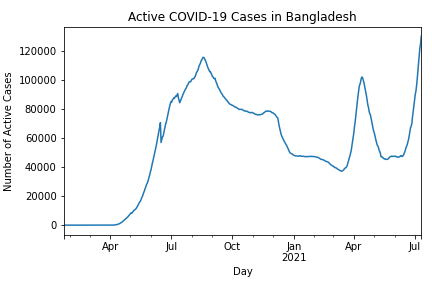 Active COVID-19 Cases in Bangladesh
Number of Active Cases
120000
100000
80000
60000
40000
20000
0
Apr
Jul
Oct
Jan
2021
Apr
Jul
Day